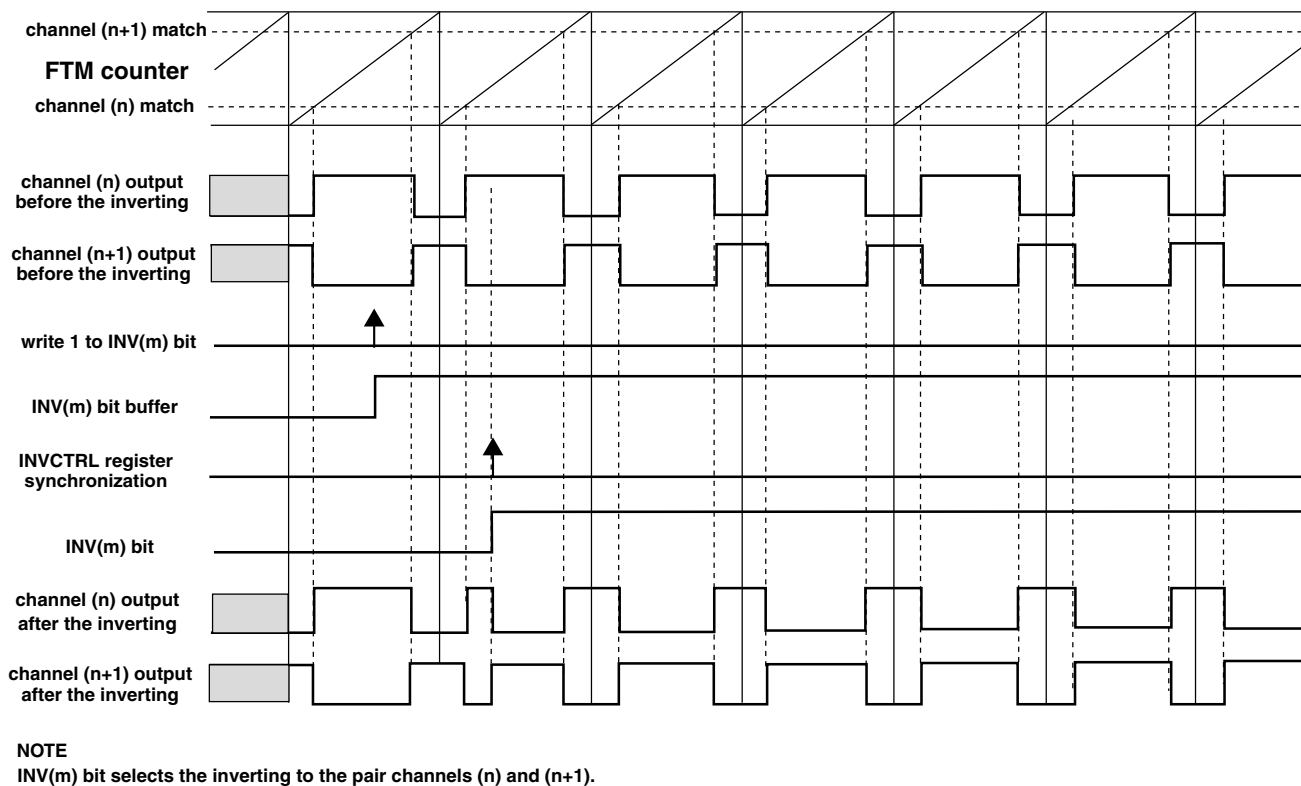 channel (n+1) match
FTM counter
channel (n) match
channel (n) output
before the inverting
channel (n+1) output
before the inverting
write 1 to INV(m) bit
INV(m) bit buffer
INVCTRL register
synchronization
INV(m) bit
channel (n) output
after the inverting
channel (n+1) output
after the inverting
NOTE
INV(m) bit selects the inverting to the pair channels (n) and (n+1).